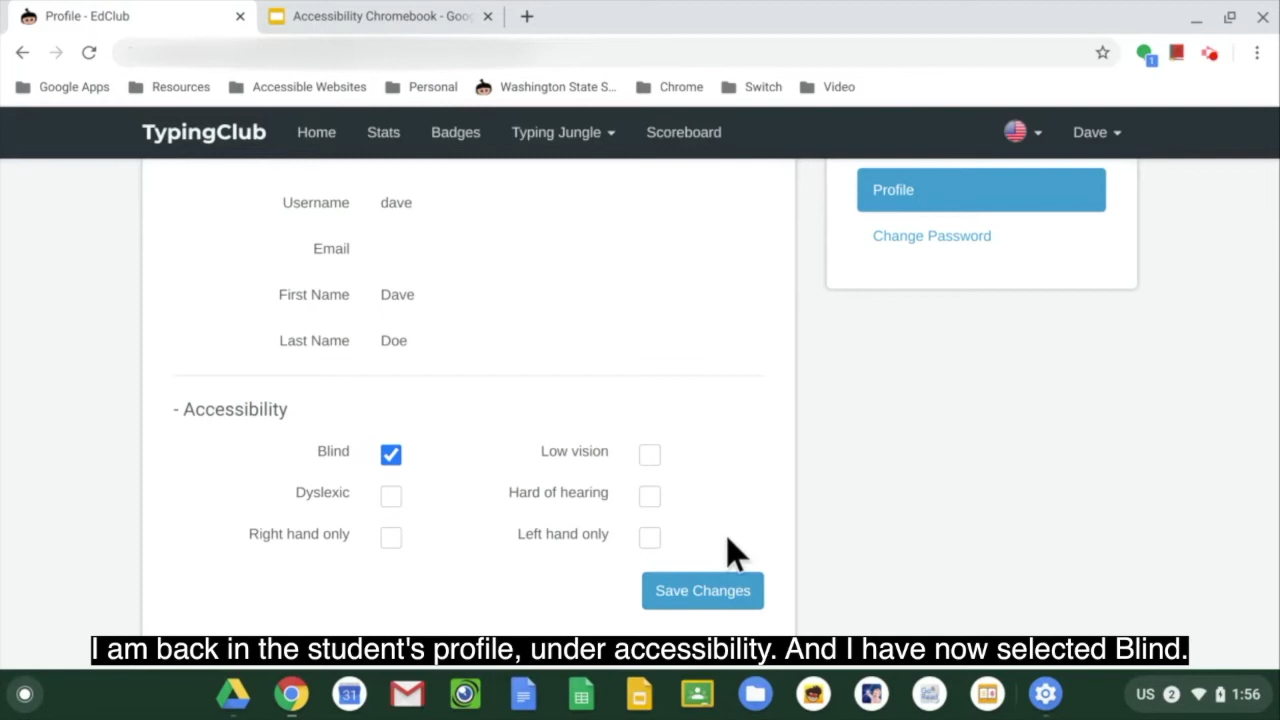 Profile - EdClub
Accessibility Chromebook - Goo
Google Apps Resources Accessible Websites Personal Washington State S... Chrome Switch Video
TypingClub Home Stats Badges Typing Jungle Scoreboard Dave
Profile
Username dave
Change Password
Email
First Name Dave
Last Name Doe
- Accessibility
Blind Low vision
Dyslexic Hard of hearing
Right hand only Left hand only
Save Changes
I am back in the student's profile, under accessibility. And I have now selected Blind.
31
US 2 1:56